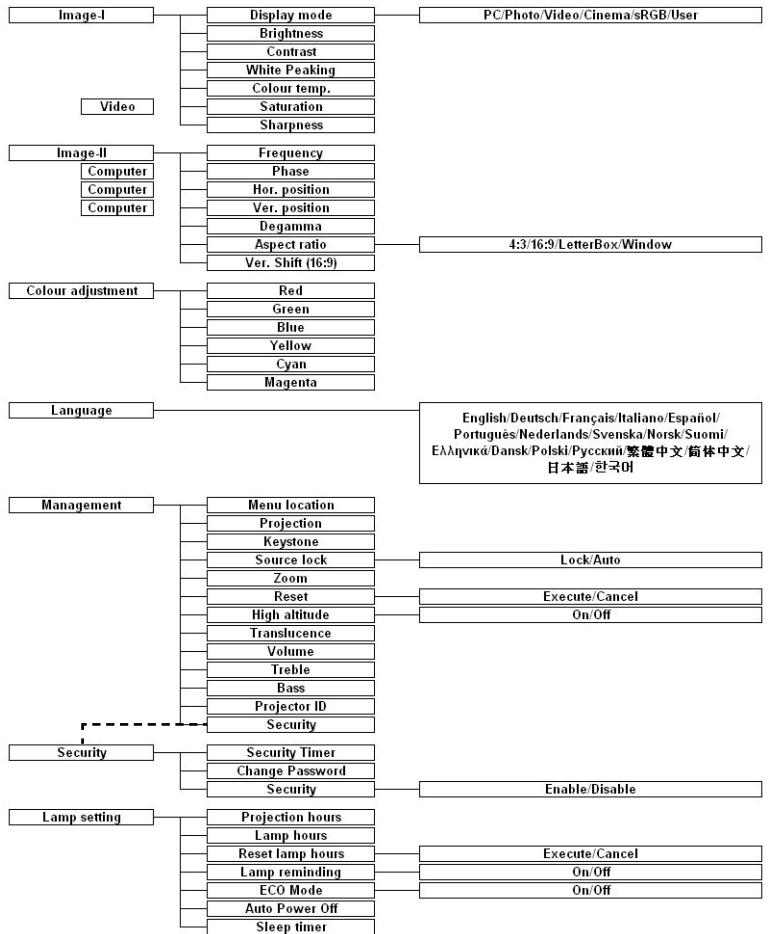 Image-I Display mode PC/Photo/Video/Cinema/sRGB/User
Brightness
Contrast
White Peaking
Colour temp.
Video Saturation
Sharpness
Image-II Frequency
Computer Phase
Computer Hor. position
Computer Ver. position
Degamma
Aspect ratio 4:3/16:9/LetterBox/Window
Ver. Shift (16:9)
Colour adjustment Red
Green
Blue
Yellow
Cyan
Magenta
Language English/Deutsch/Français/Italiano/Español/
Português/Nederlands/Svenska/Norsk/Suomi/
Ελληνικά/Dansk/Polski/Русский/繁體中文/简体中文/
日本語/한국어
Management Menu location
Projection
Keystone
Source lock Lock/Auto
Zoom
Reset Execute/Cancel
High altitude On/Off
Translucence
Volume
Treble
Bass
Projector ID
Security
Security Security Timer
Change Password
Security Enable/Disable
Lamp setting Projection hours
Lamp hours
Reset lamp hours Execute/Cancel
Lamp reminding On/Off
ECO Mode On/Off
Auto Power Off
Sleep timer